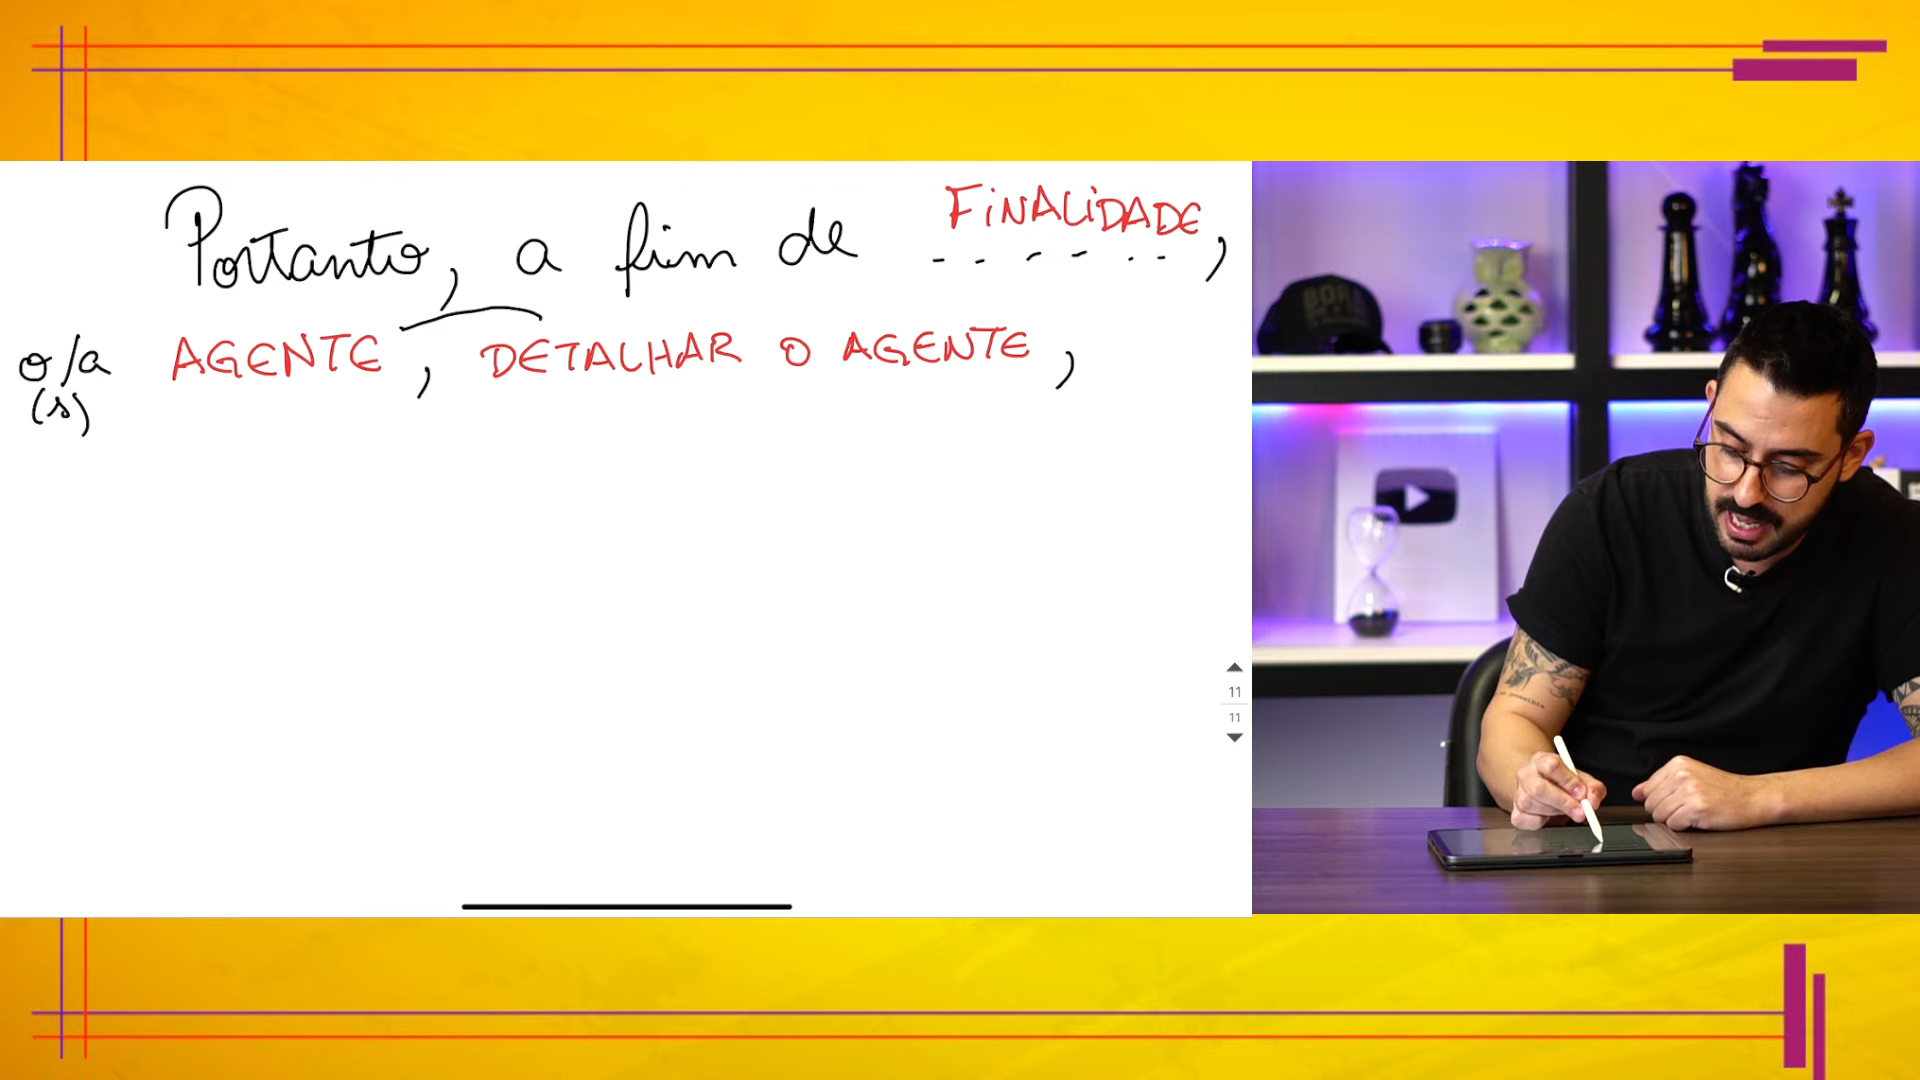 Portanto, a fim de FINALIDADE,
------
o/a AGENTE, DETALHAR O AGENTE,
(s)
11
11